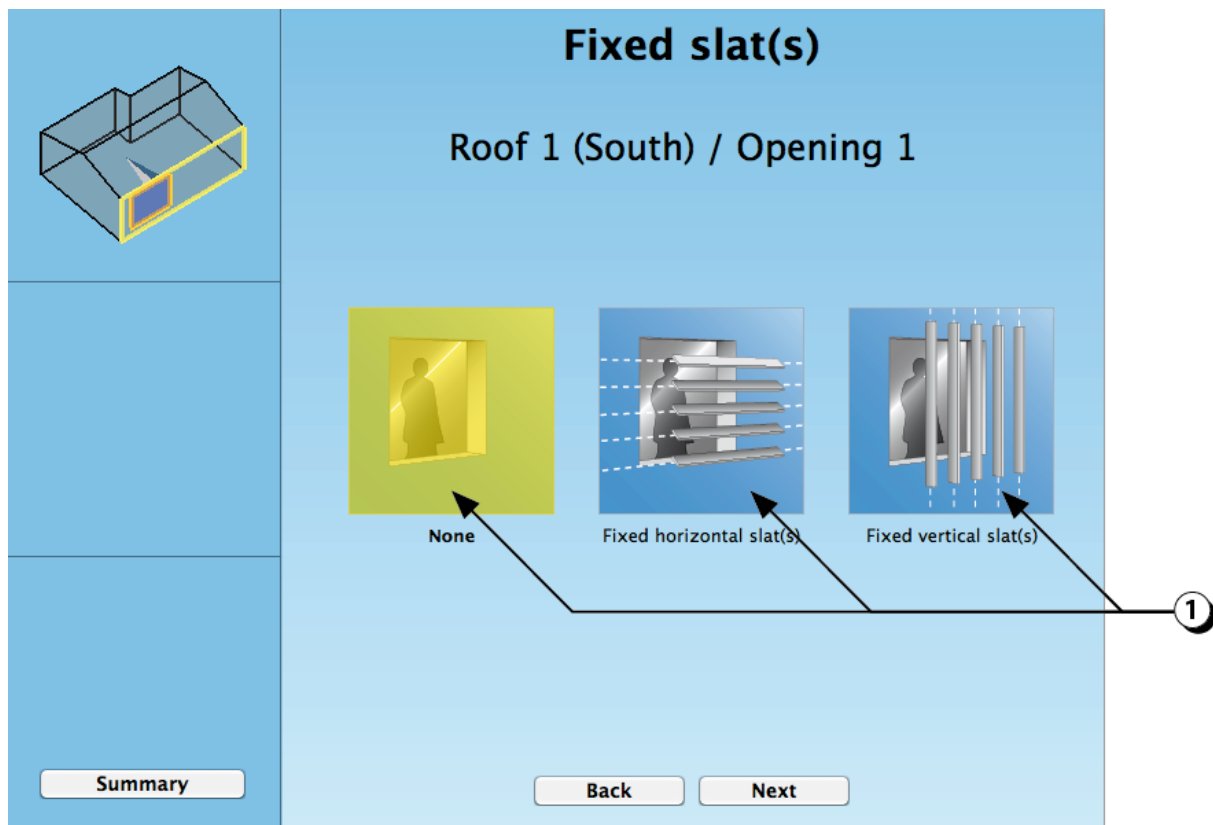 Fixed slat(s)
Roof 1 (South) / Opening 1
None
Fixed horizontal slat(s)
Fixed vertical slat(s)
1
Summary
Back
Next